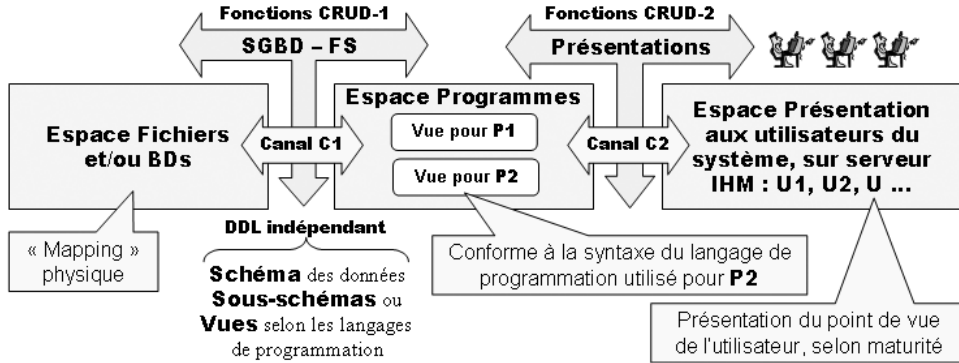 Fonctions CRUD-1
SGBD – FS
Fonctions CRUD-2
Présentations
Espace Fichiers
et/ou BDs
Canal C1
Espace Programmes
Vue pour P1
Vue pour P2
Canal C2
Espace Présentation
aux utilisateurs du
système, sur serveur
IHM : U1, U2, U ...
« Mapping »
physique
DDL indépendant
Schéma des données
Sous-schémas ou
Vues selon les langages
de programmation
Conforme à la syntaxe du langage de
programmation utilisé pour P2
Présentation du point de vue
de l'utilisateur, selon maturité